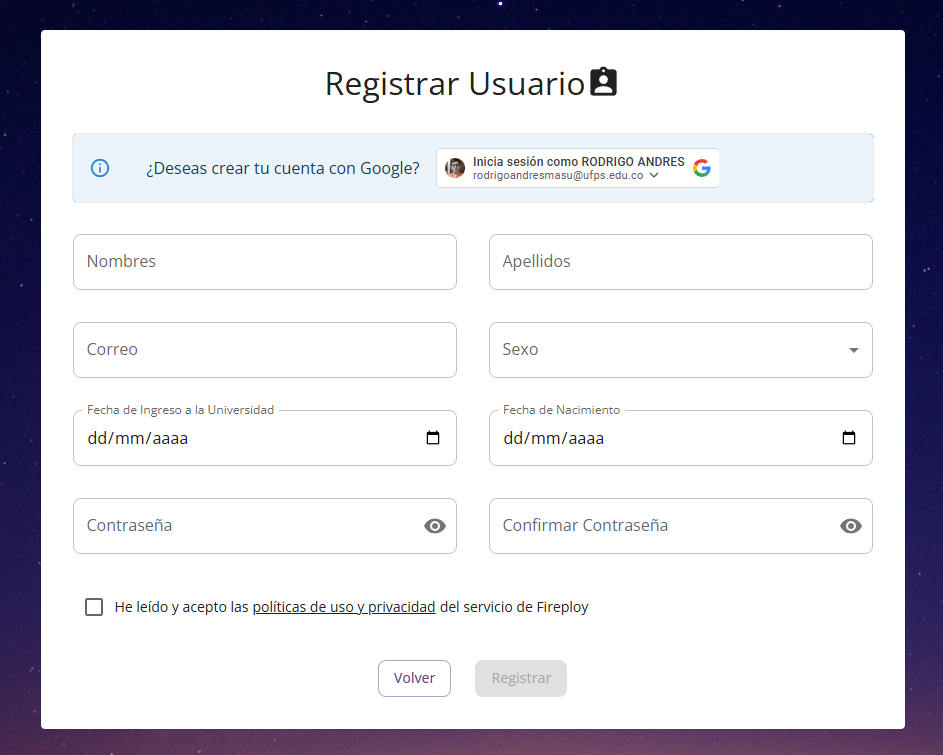 Registrar Usuario
¿Deseas crear tu cuenta con Google?
Inicia sesión como RODRIGO ANDRES
rodrigoandresmasu@ufps.edu.co
Nombres
Apellidos
Correo
Sexo
Fecha de Ingreso a la Universidad
dd/mm/aaaa
Fecha de Nacimiento
dd/mm/aaaa
Contraseña
Confirmar Contraseña
He leído y acepto las políticas de uso y privacidad del servicio de Fireploy
Volver
Registrar